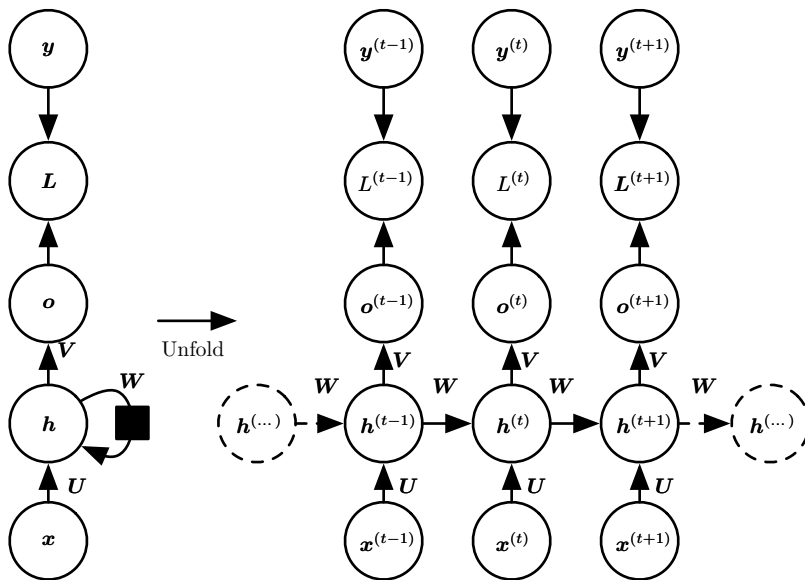 y y^(t−1) y^(t) y^(t+1)
L L^(t−1) L^(t) L^(t+1)
o o^(t−1) o^(t) o^(t+1)
Unfold
V V V V
W W W W W
h h^(...) h^(t−1) h^(t) h^(t+1) h^(...)
U U U U
x x^(t−1) x^(t) x^(t+1)